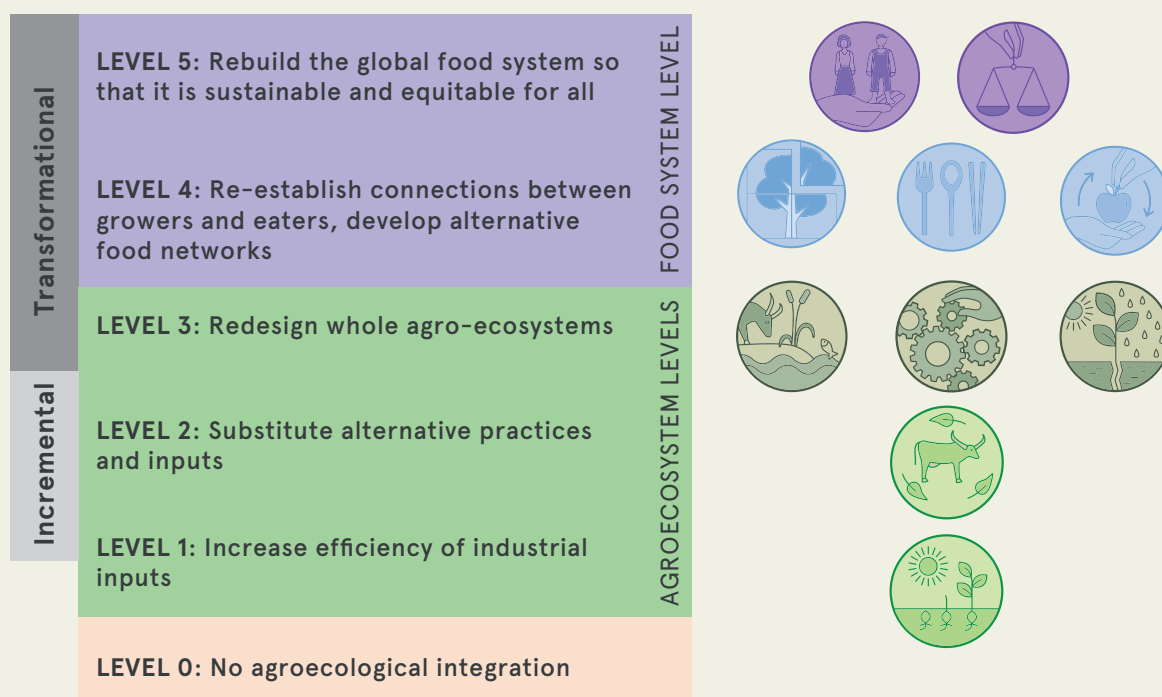 Transformational
LEVEL 5: Rebuild the global food system so
that it is sustainable and equitable for all
LEVEL 4: Re-establish connections between
growers and eaters, develop alternative
food networks
FOOD SYSTEM LEVEL
LEVEL 3: Redesign whole agro-ecosystems
Incremental
LEVEL 2: Substitute alternative practices
and inputs
LEVEL 1: Increase efficiency of industrial
inputs
AGROECOSYSTEM LEVELS
LEVEL 0: No agroecological integration